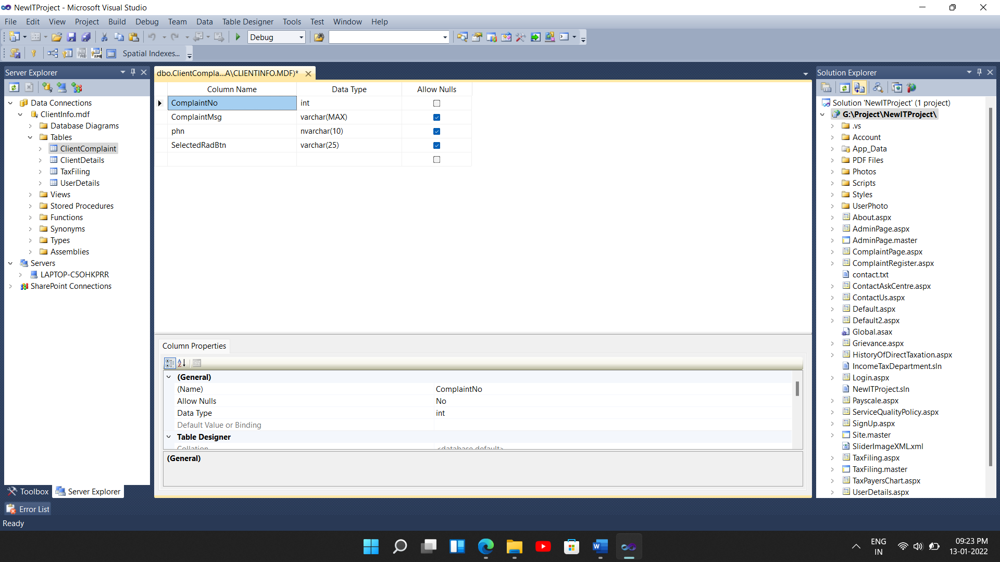 NewITProject - Microsoft Visual Studio
File Edit View Project Build Debug Team Data Table Designer Tools Test Window Help
Debug
Spatial Indexes...
Server Explorer
Data Connections
ClientInfo.mdf
Database Diagrams
Tables
ClientComplaint
ClientDetails
TaxFiling
UserDetails
Views
Stored Procedures
Functions
Synonyms
Types
Assemblies
Servers
LAPTOP-C5OHKPRR
SharePoint Connections
Toolbox Server Explorer
Error List
Ready
dbo.ClientCompla...A\CLIENTINFO.MDF)*
Column Name Data Type Allow Nulls
ComplaintNo int
ComplaintMsg varchar(MAX)
phn nvarchar(10)
SelectedRadBtn varchar(25)
Column Properties
(General)
(Name) ComplaintNo
Allow Nulls No
Data Type int
Default Value or Binding
Table Designer
Collation <database default>
(General)
Solution Explorer
Solution 'NewITProject' (1 project)
G:\Project\NewITProject\
.vs
Account
App_Data
PDF Files
Photos
Scripts
Styles
UserPhoto
About.aspx
AdminPage.aspx
AdminPage.master
ComplaintPage.aspx
ComplaintRegister.aspx
contact.txt
ContactAskCentre.aspx
ContactUs.aspx
Default.aspx
Default2.aspx
Global.asax
Grievance.aspx
HistoryOfDirectTaxation.aspx
IncomeTaxDepartment.sln
Login.aspx
NewITProject.sln
Payscale.aspx
ServiceQualityPolicy.aspx
SignUp.aspx
Site.master
SliderImageXML.xml
TaxFiling.aspx
TaxFiling.master
TaxPayersChart.aspx
UserDetails.aspx
ENG
IN
09:23 PM
13-01-2022